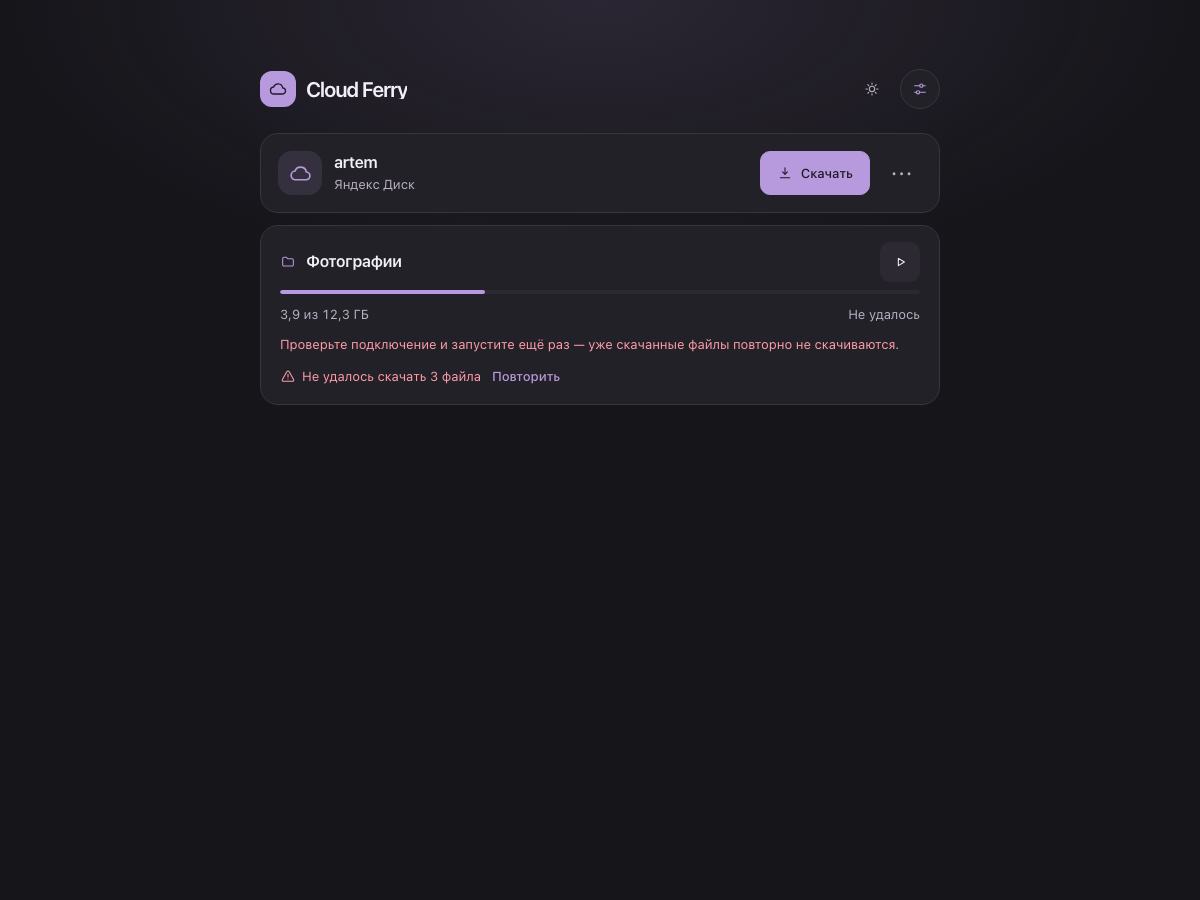 Cloud Ferry
artem
Яндекс Диск
Скачать
Фотографии
3,9 из 12,3 ГБ
Не удалось
Проверьте подключение и запустите ещё раз — уже скачанные файлы повторно не скачиваются.
Не удалось скачать 3 файла Повторить